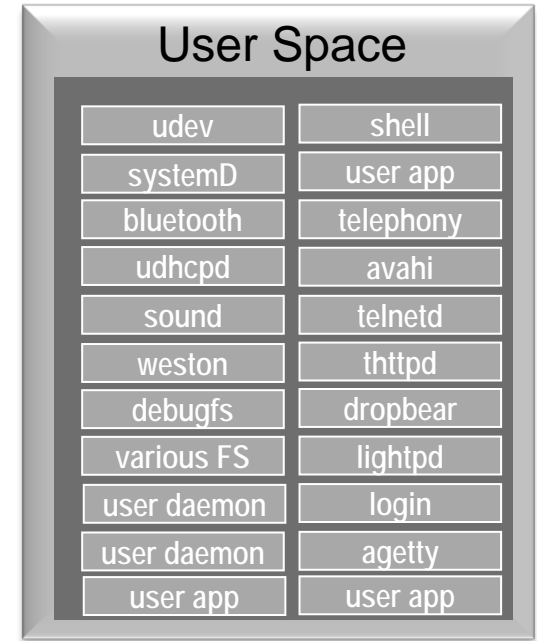 User Space
udev shell
systemD user app
bluetooth telephony
udhcpd avahi
sound telnetd
weston thttpd
debugfs dropbear
various FS lightpd
user daemon login
user daemon agetty
user app user app